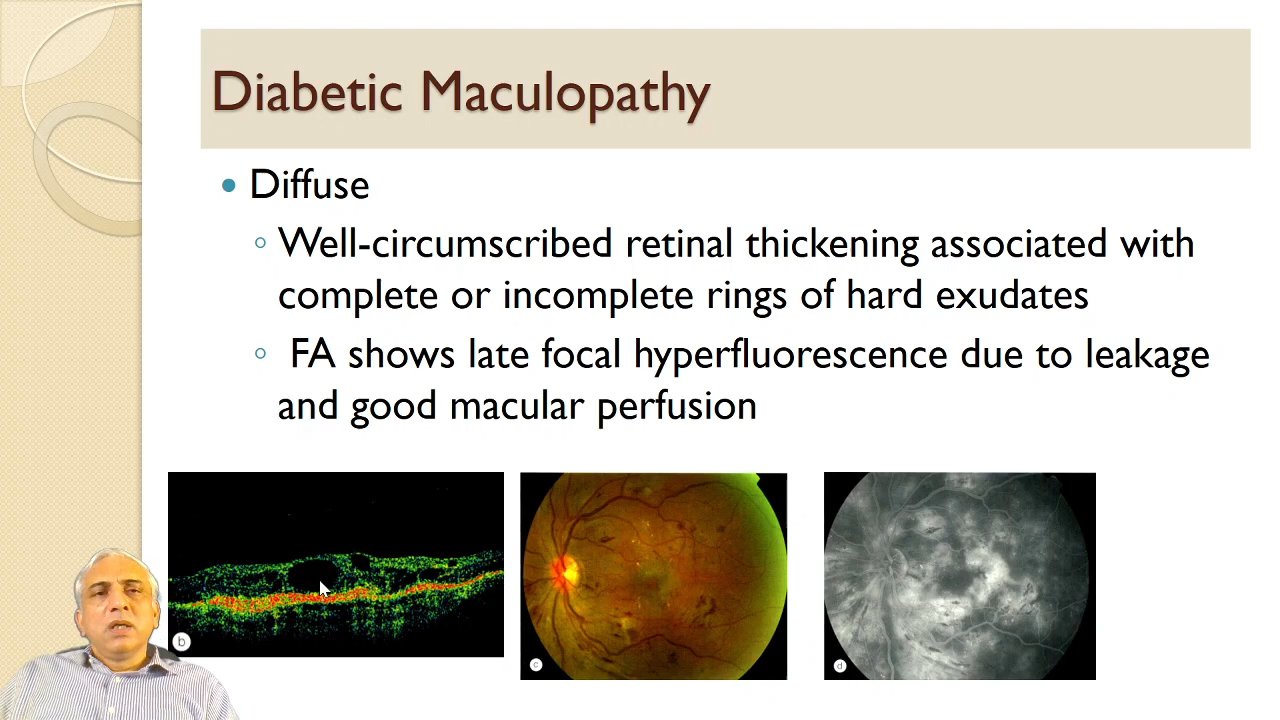 Diabetic Maculopathy
Diffuse
Well-circumscribed retinal thickening associated with
complete or incomplete rings of hard exudates
FA shows late focal hyperfluorescence due to leakage
and good macular perfusion
b
c
d